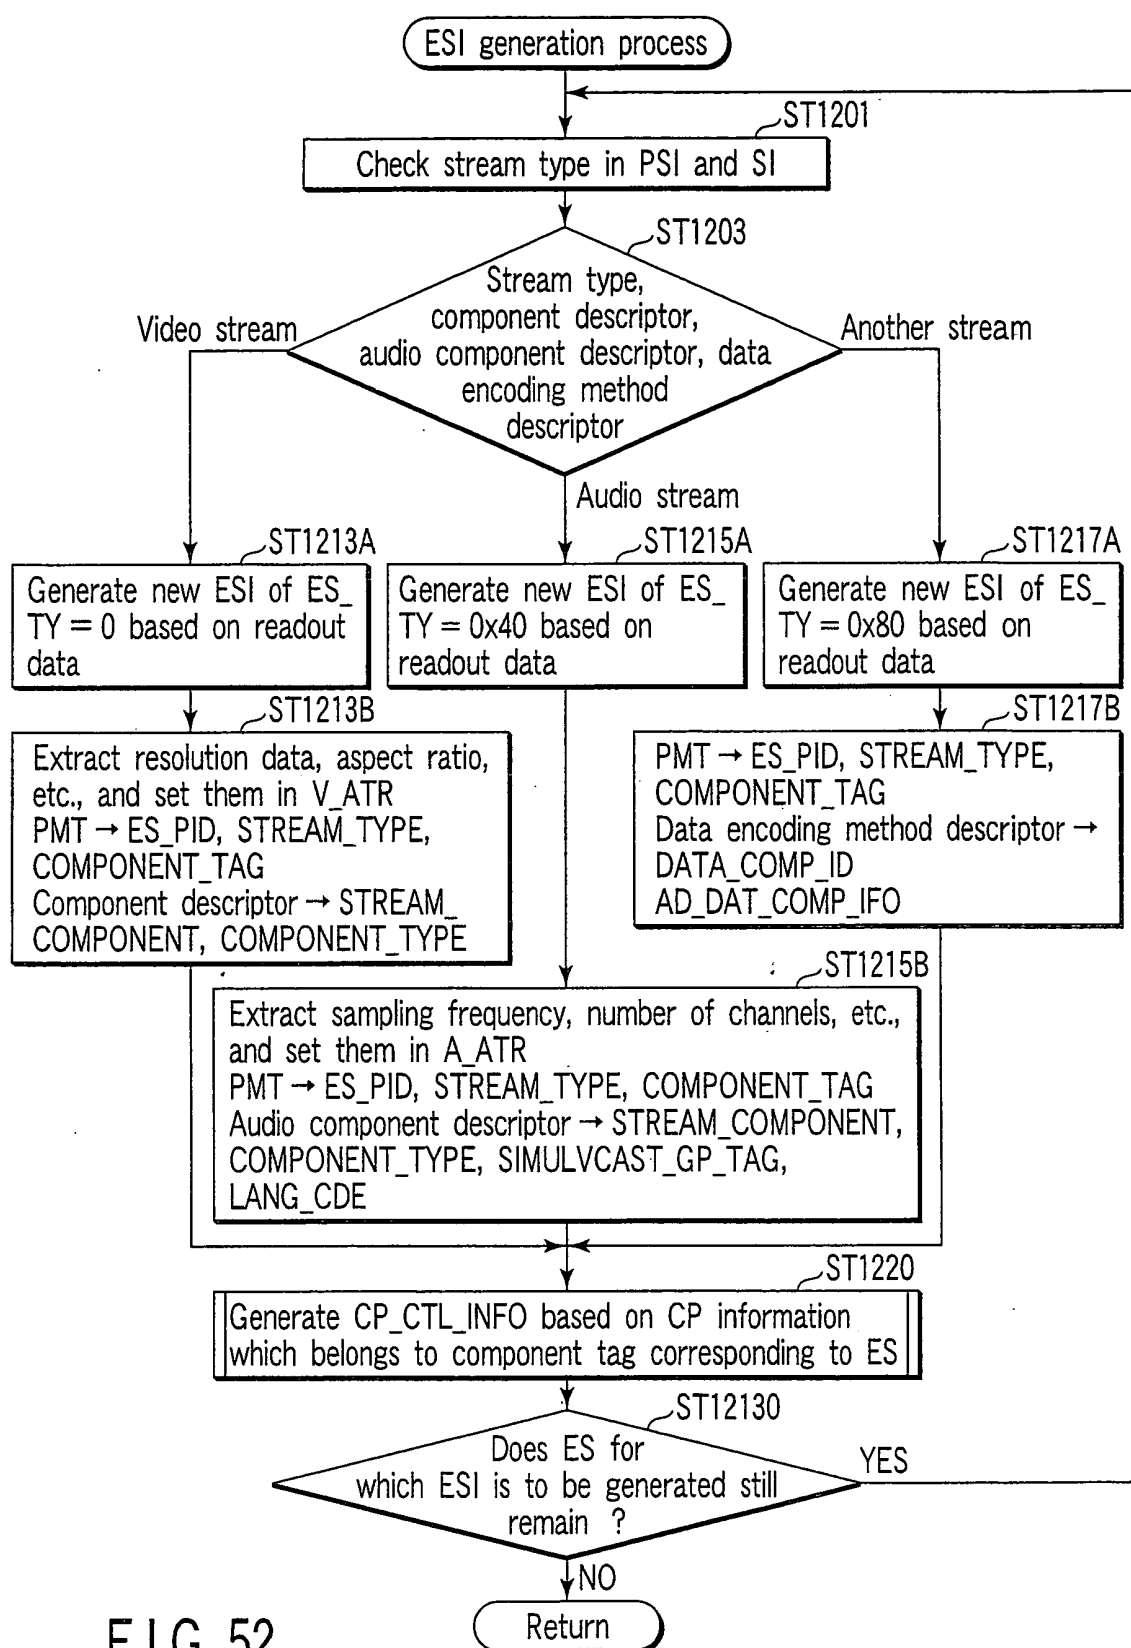 ESI generation process
ST1201
Check stream type in PSI and SI
ST1203
Stream type,
component descriptor,
audio component descriptor, data
encoding method
descriptor
Video stream
Another stream
Audio stream
ST1213A
Generate new ESI of ES_
TY = 0 based on readout
data
ST1215A
Generate new ESI of ES_
TY = 0x40 based on
readout data
ST1217A
Generate new ESI of ES_
TY = 0x80 based on
readout data
ST1213B
Extract resolution data, aspect ratio,
etc., and set them in V_ATR
PMT → ES_PID, STREAM_TYPE,
COMPONENT_TAG
Component descriptor → STREAM_
COMPONENT, COMPONENT_TYPE
ST1217B
PMT → ES_PID, STREAM_TYPE,
COMPONENT_TAG
Data encoding method descriptor →
DATA_COMP_ID
AD_DAT_COMP_IFO
ST1215B
Extract sampling frequency, number of channels, etc.,
and set them in A_ATR
PMT → ES_PID, STREAM_TYPE, COMPONENT_TAG
Audio component descriptor → STREAM_COMPONENT,
COMPONENT_TYPE, SIMULVCAST_GP_TAG,
LANG_CDE
ST1220
Generate CP_CTL_INFO based on CP information
which belongs to component tag corresponding to ES
ST12130
Does ES for
which ESI is to be generated still
remain ?
YES
NO
Return
FIG. 52